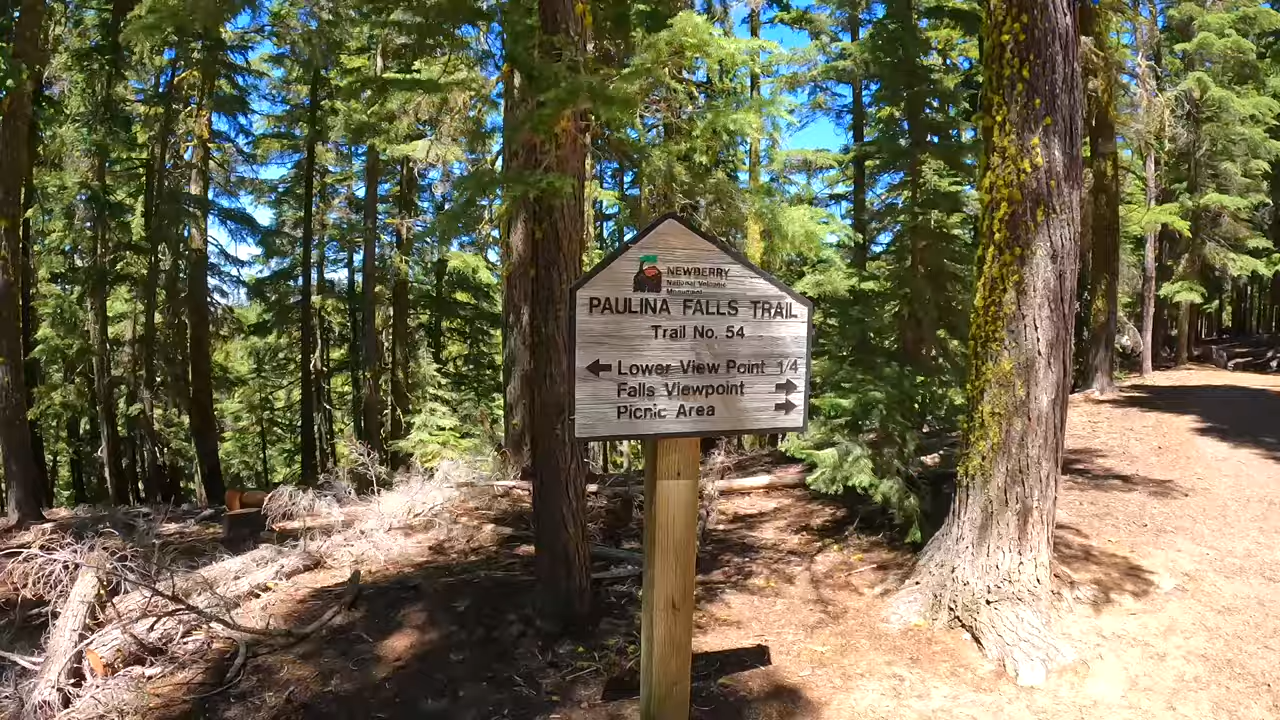 NEWBERRY
National Volcanic
Monument
PAULINA FALLS TRAIL
Trail No. 54
Lower View Point 1/4
Falls Viewpoint
Picnic Area